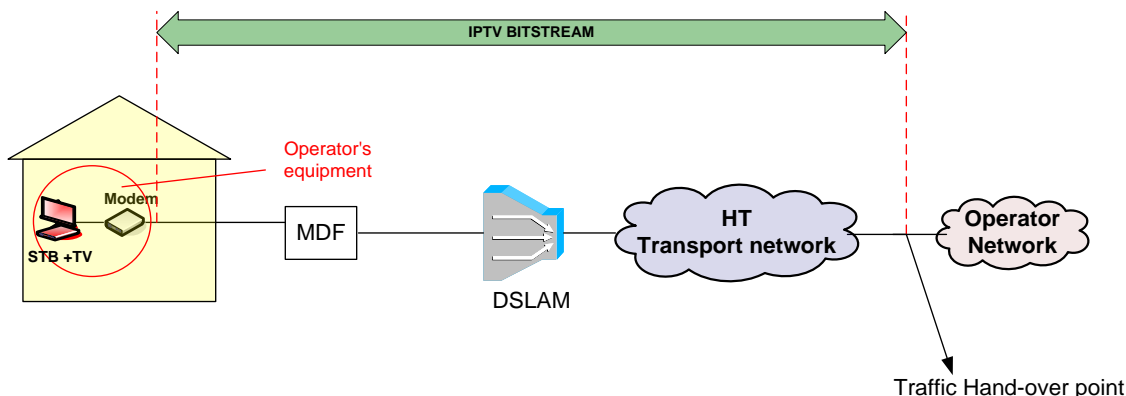 IPTV BITSTREAM
Operator's
equipment
Modem
STB +TV
MDF
DSLAM
HT
Transport network
Operator
Network
Traffic Hand-over point